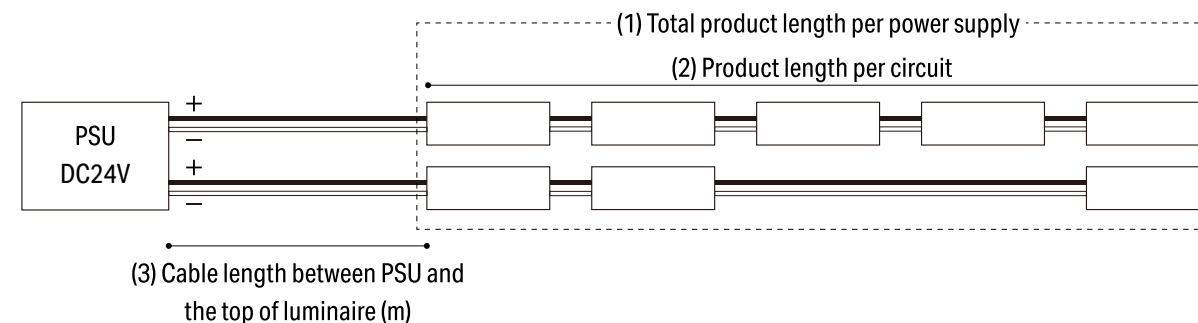 (1) Total product length per power supply
(2) Product length per circuit
+
PSU
DC24V
−
+
−
(3) Cable length between PSU and
the top of luminaire (m)